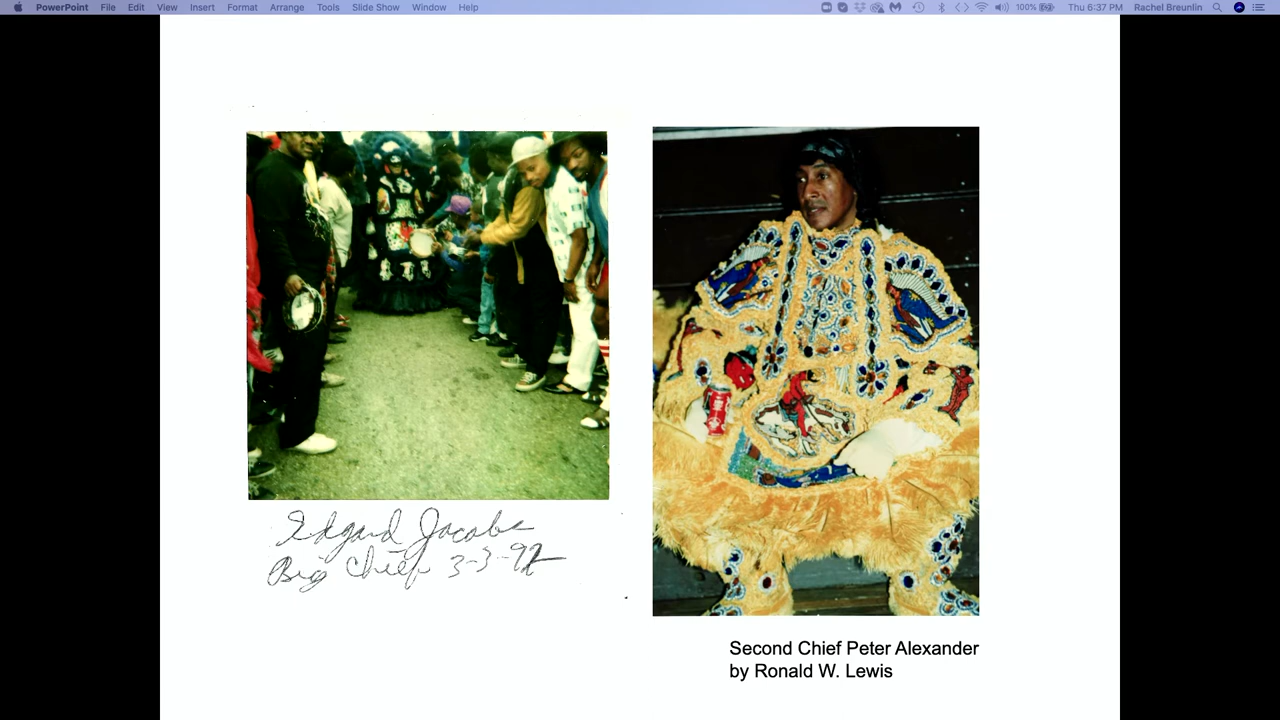 PowerPoint File Edit View Insert Format Arrange Tools Slide Show Window Help 100% Thu 6:37 PM Rachel Breunlin
Edgard Jacobs
Big Chief 3-3-92
Second Chief Peter Alexander
by Ronald W. Lewis